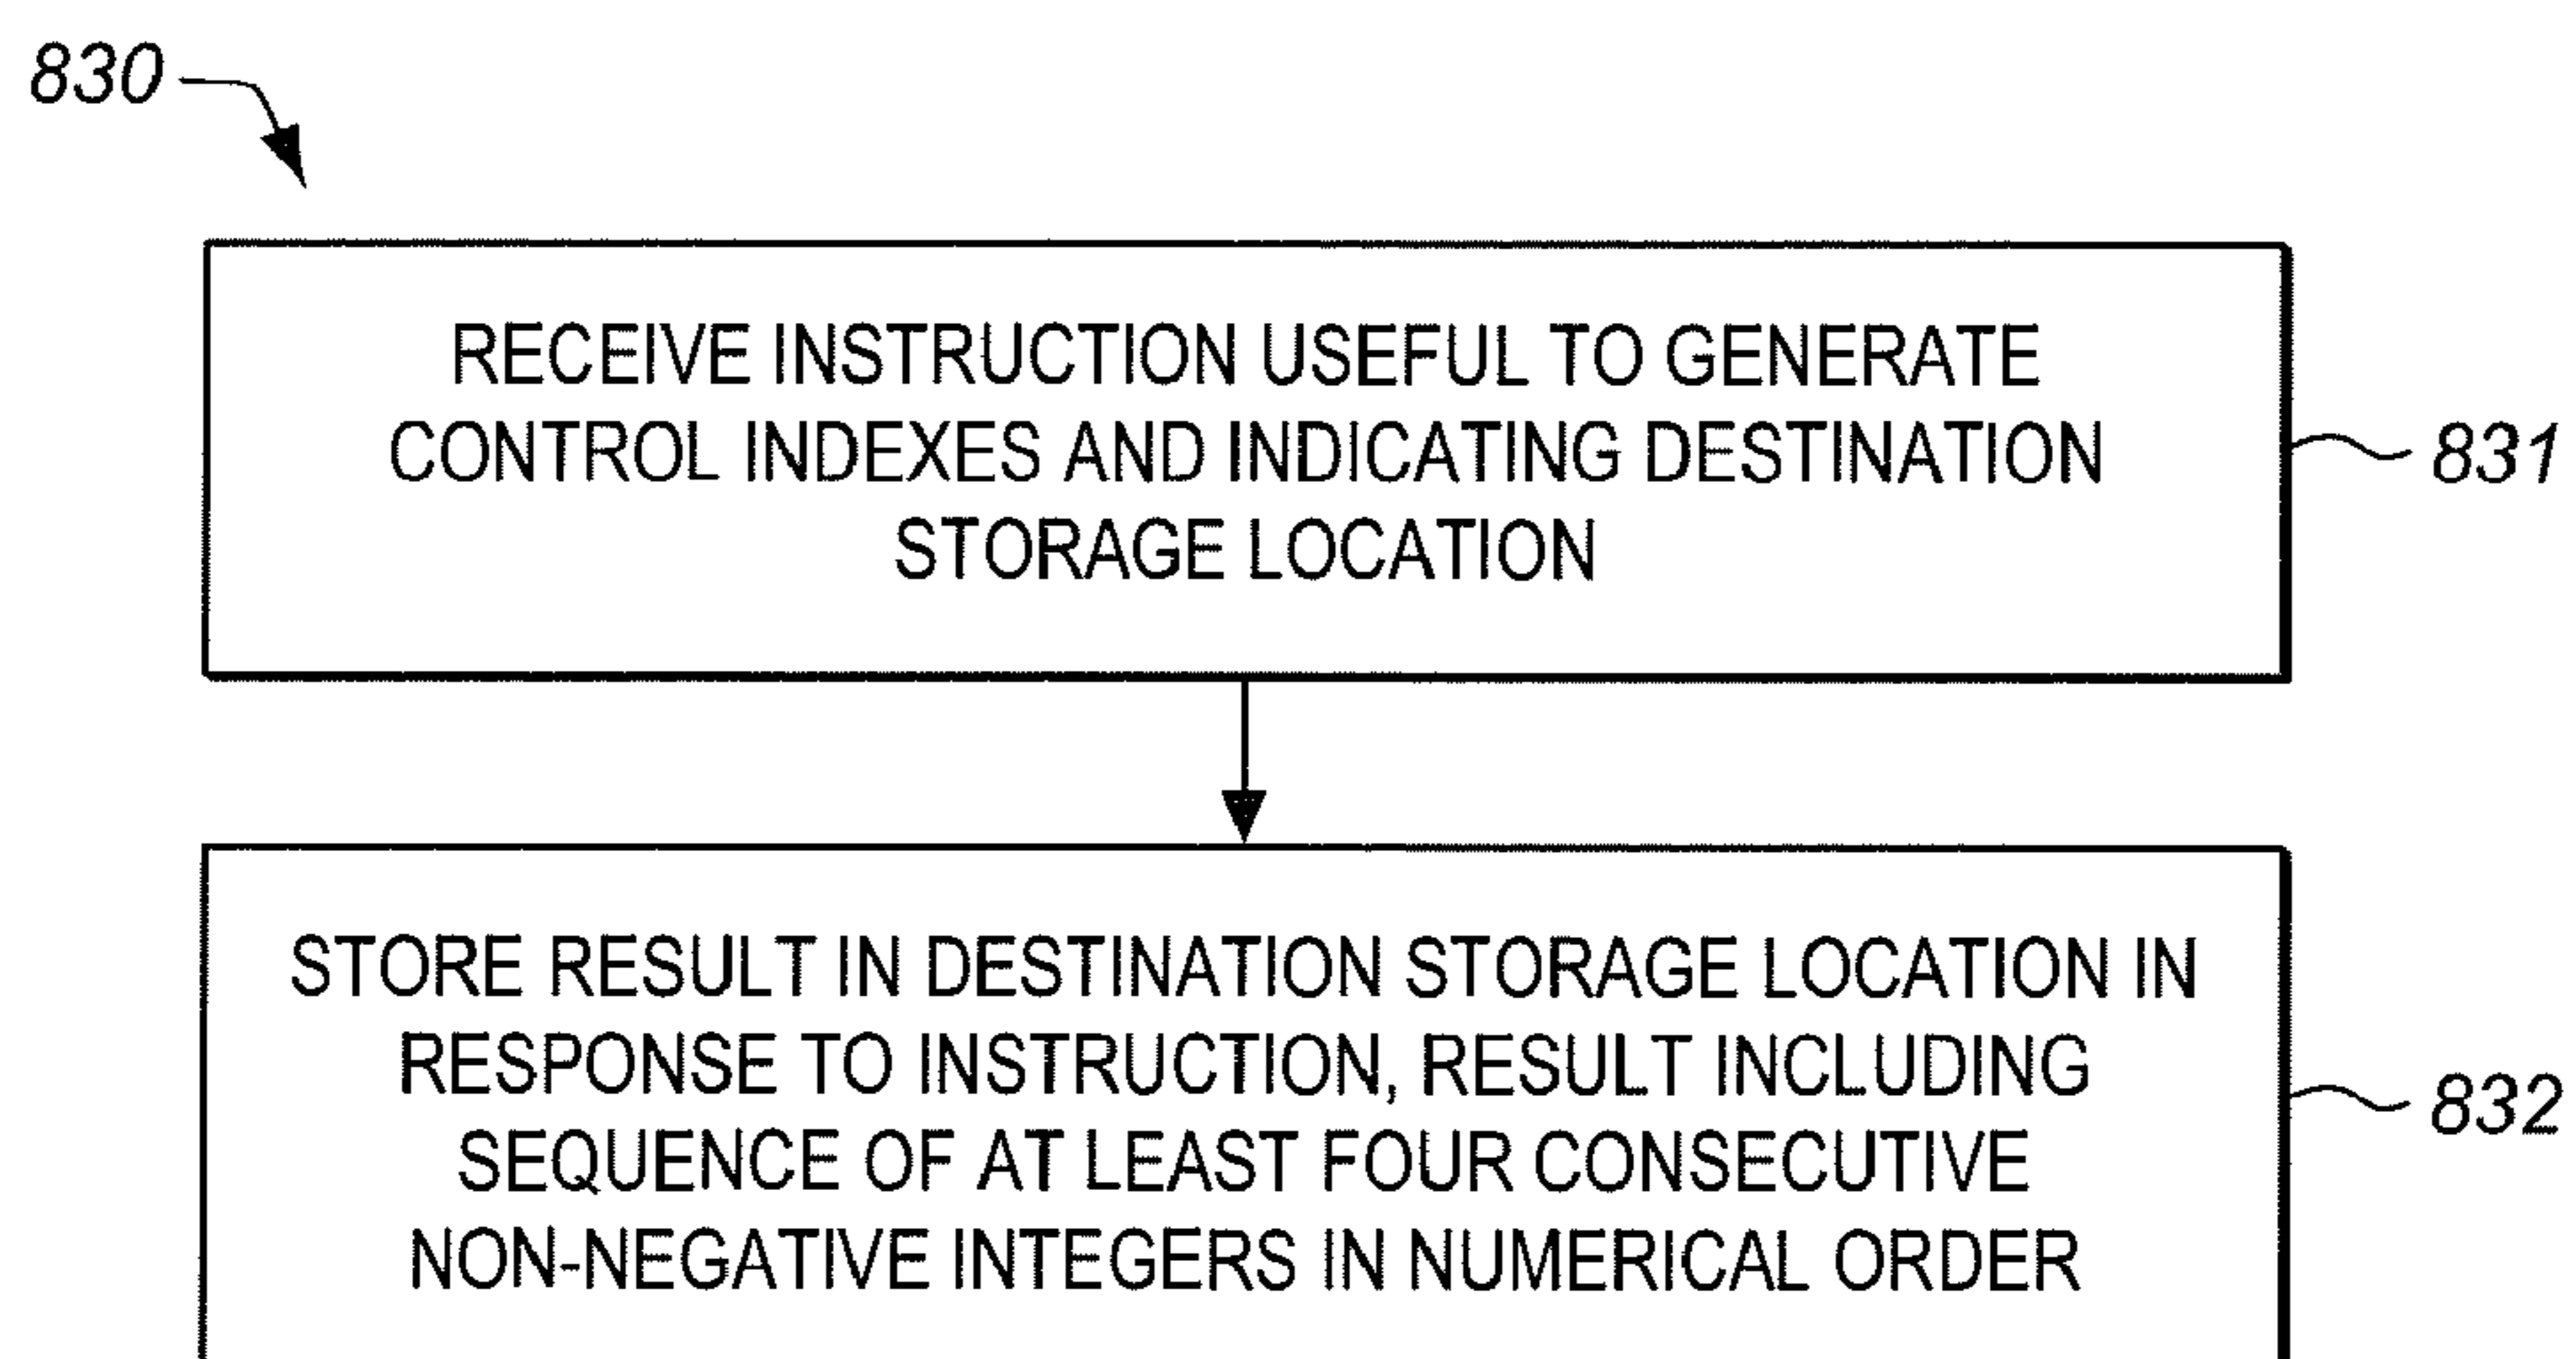 830
RECEIVE INSTRUCTION USEFUL TO GENERATE
CONTROL INDEXES AND INDICATING DESTINATION
STORAGE LOCATION
831
STORE RESULT IN DESTINATION STORAGE LOCATION IN
RESPONSE TO INSTRUCTION, RESULT INCLUDING
SEQUENCE OF AT LEAST FOUR CONSECUTIVE
NON-NEGATIVE INTEGERS IN NUMERICAL ORDER
832